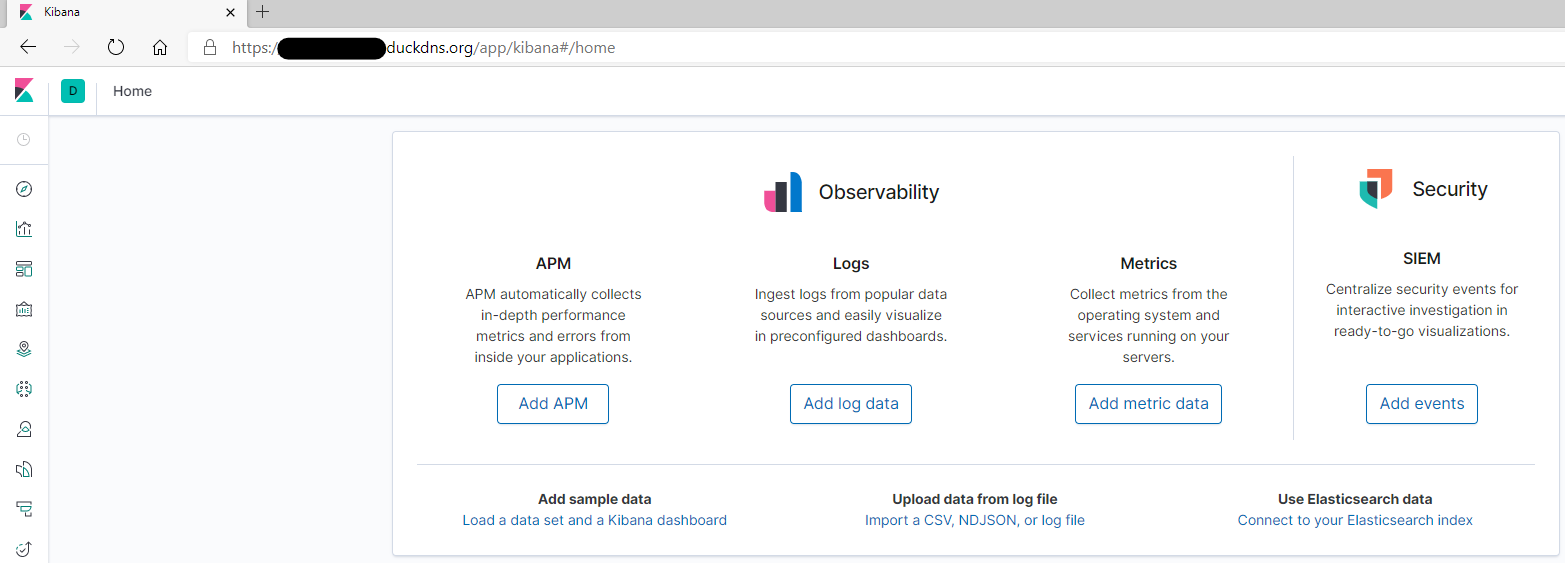 Kibana
https:/ duckdns.org/app/kibana#/home
D Home
Observability
Security
APM
APM automatically collects
in-depth performance
metrics and errors from
inside your applications.
Add APM
Logs
Ingest logs from popular data
sources and easily visualize
in preconfigured dashboards.
Add log data
Metrics
Collect metrics from the
operating system and
services running on your
servers.
Add metric data
SIEM
Centralize security events for
interactive investigation in
ready-to-go visualizations.
Add events
Add sample data
Load a data set and a Kibana dashboard
Upload data from log file
Import a CSV, NDJSON, or log file
Use Elasticsearch data
Connect to your Elasticsearch index